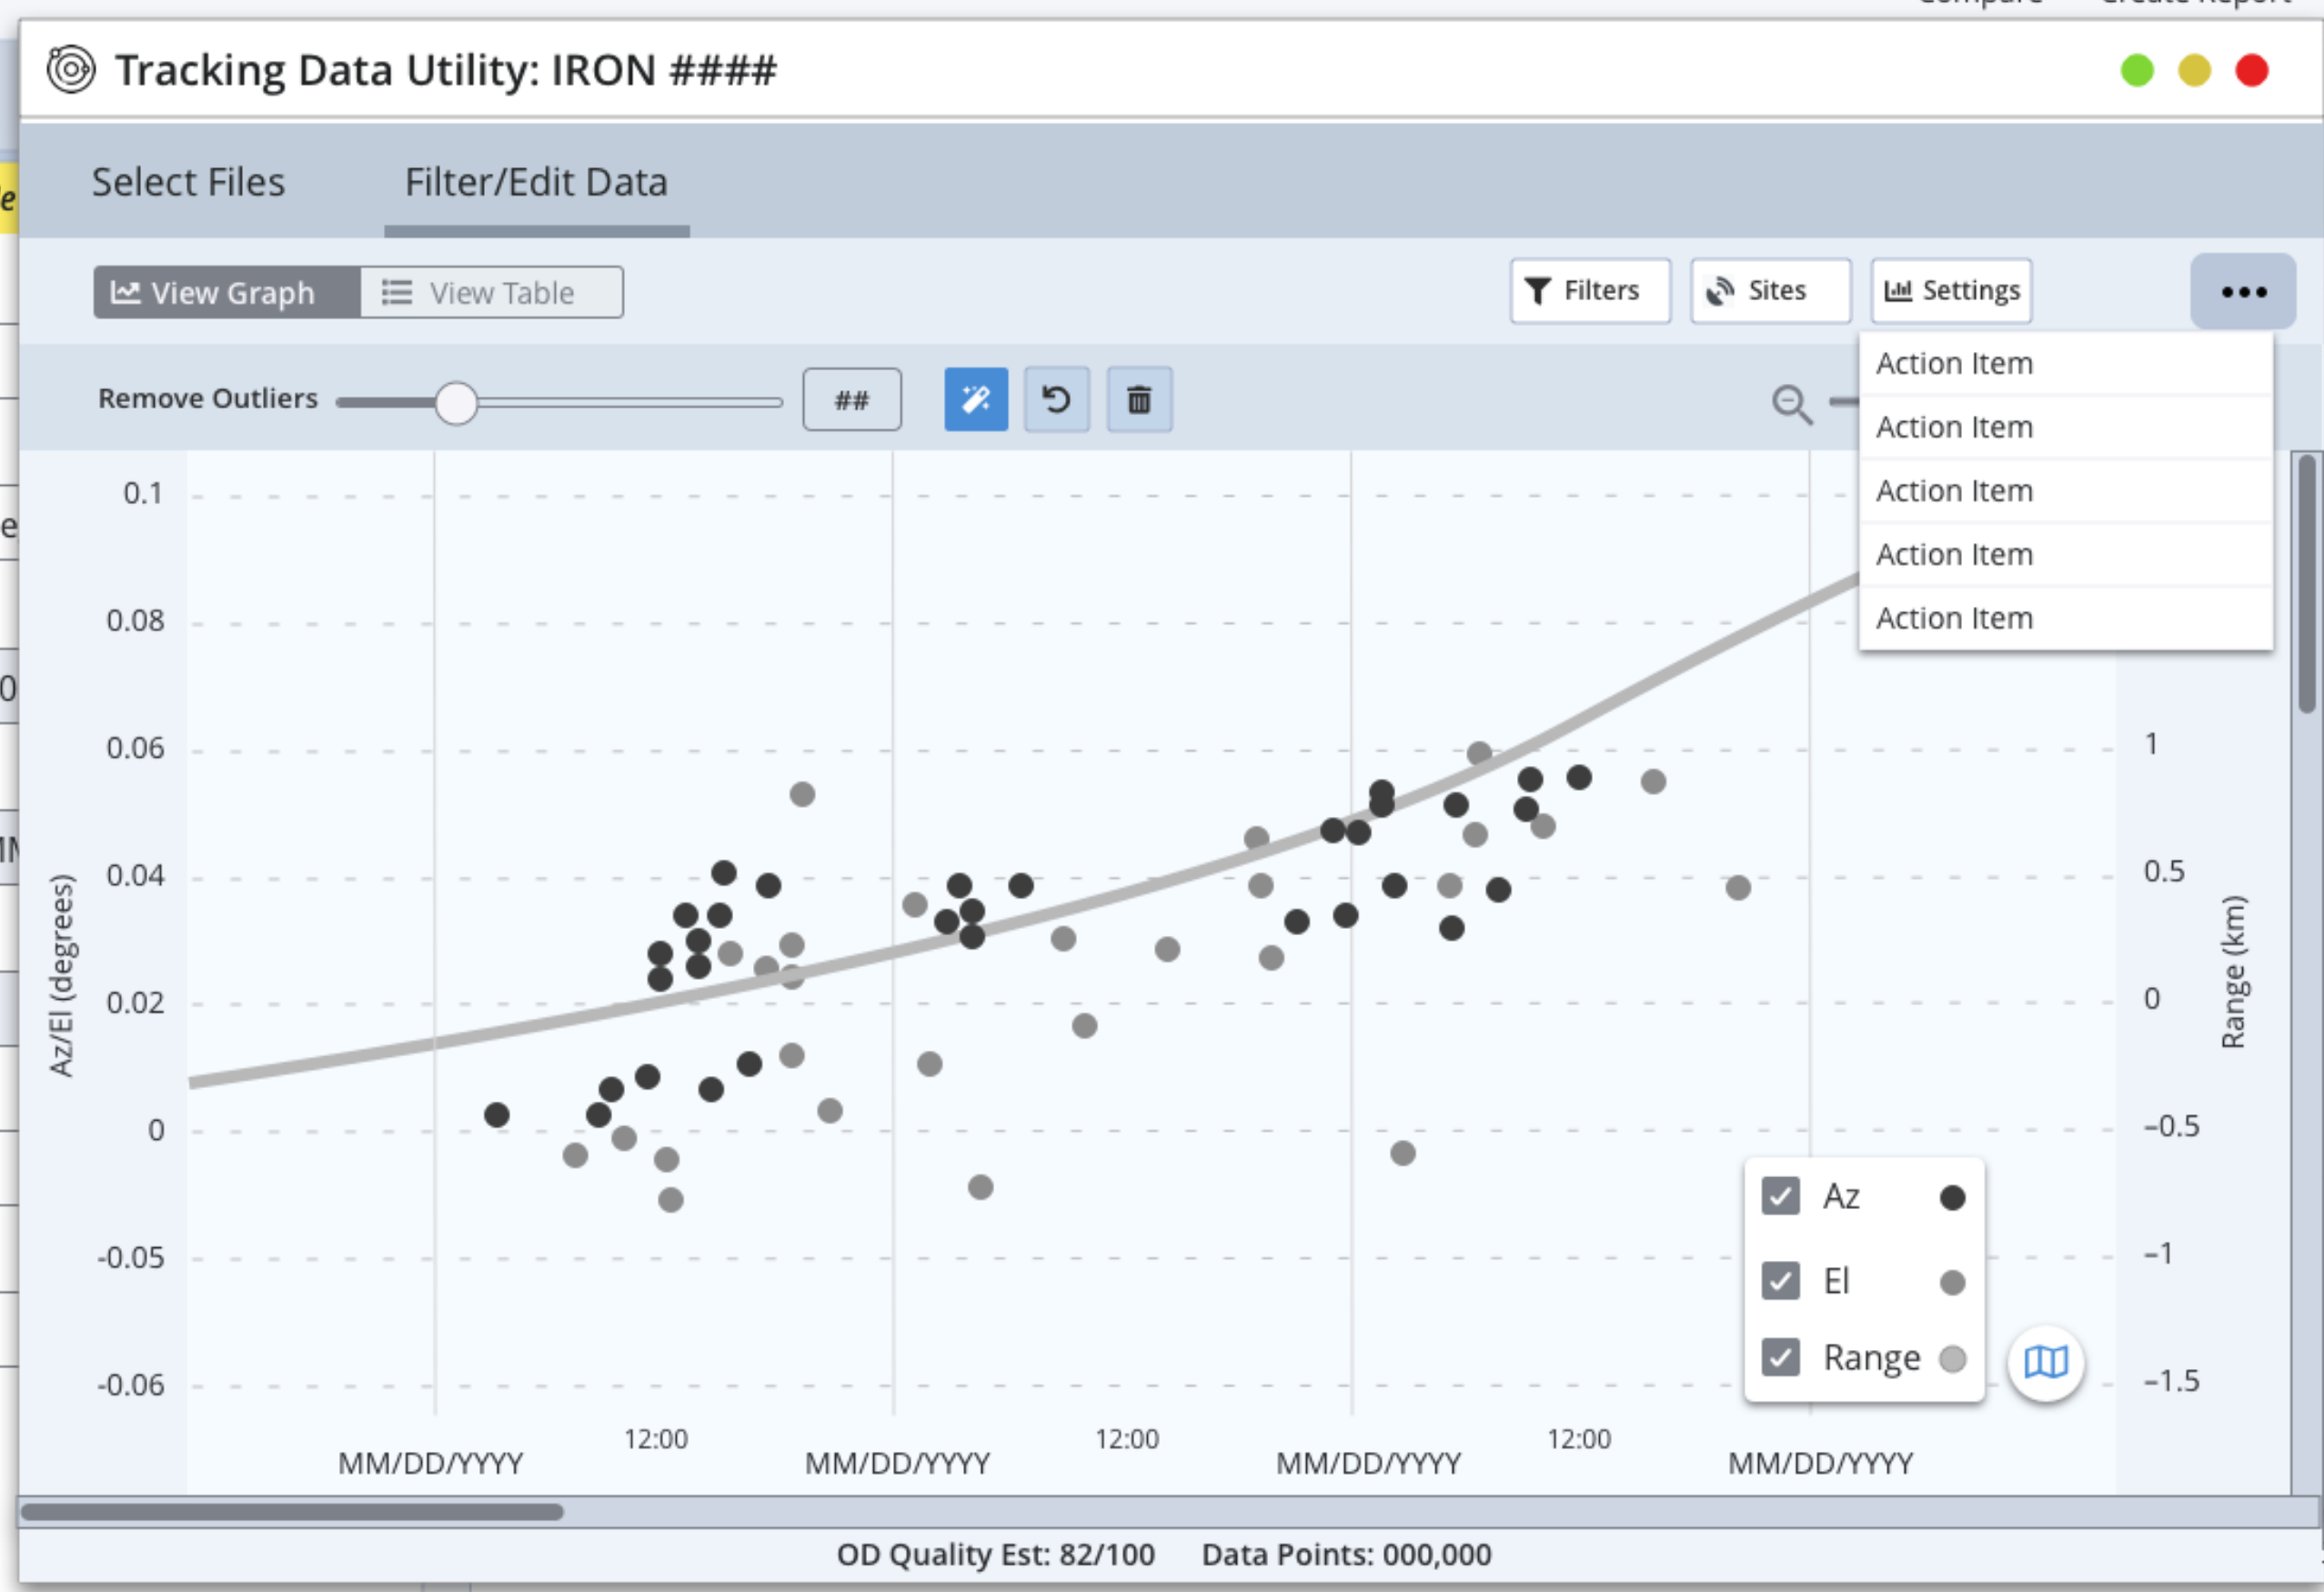 Tracking Data Utility: IRON ####
Select Files Filter/Edit Data
View Graph View Table Filters Sites Settings
Remove Outliers ##
Action Item
Action Item
Action Item
Action Item
Action Item
0.1
0.08
0.06 1
0.04 0.5
0.02 0
0 –0.5
-0.05 –1
-0.06 –1.5
Az/El (degrees)
Range (km)
Az
El
Range
12:00 12:00 12:00
MM/DD/YYYY MM/DD/YYYY MM/DD/YYYY MM/DD/YYYY
OD Quality Est: 82/100 Data Points: 000,000